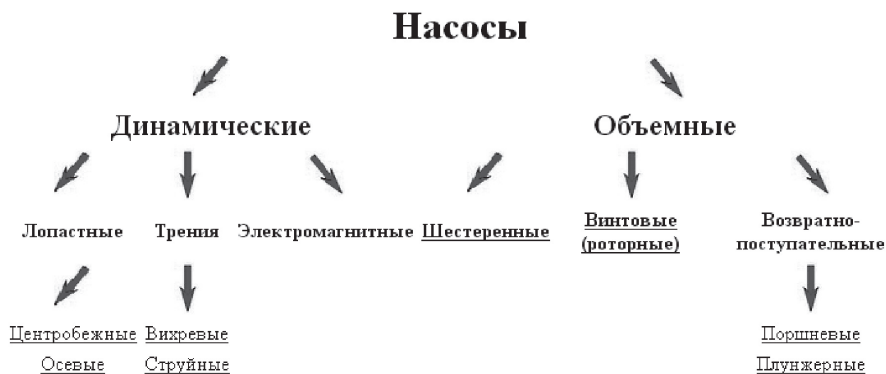 Насосы
Динамические Объемные
Лопастные Трения Электромагнитные Шестеренные Винтовые (роторные) Возвратно-поступательные
Центробежные Вихревые Поршневые
Осевые Струйные Плунжерные